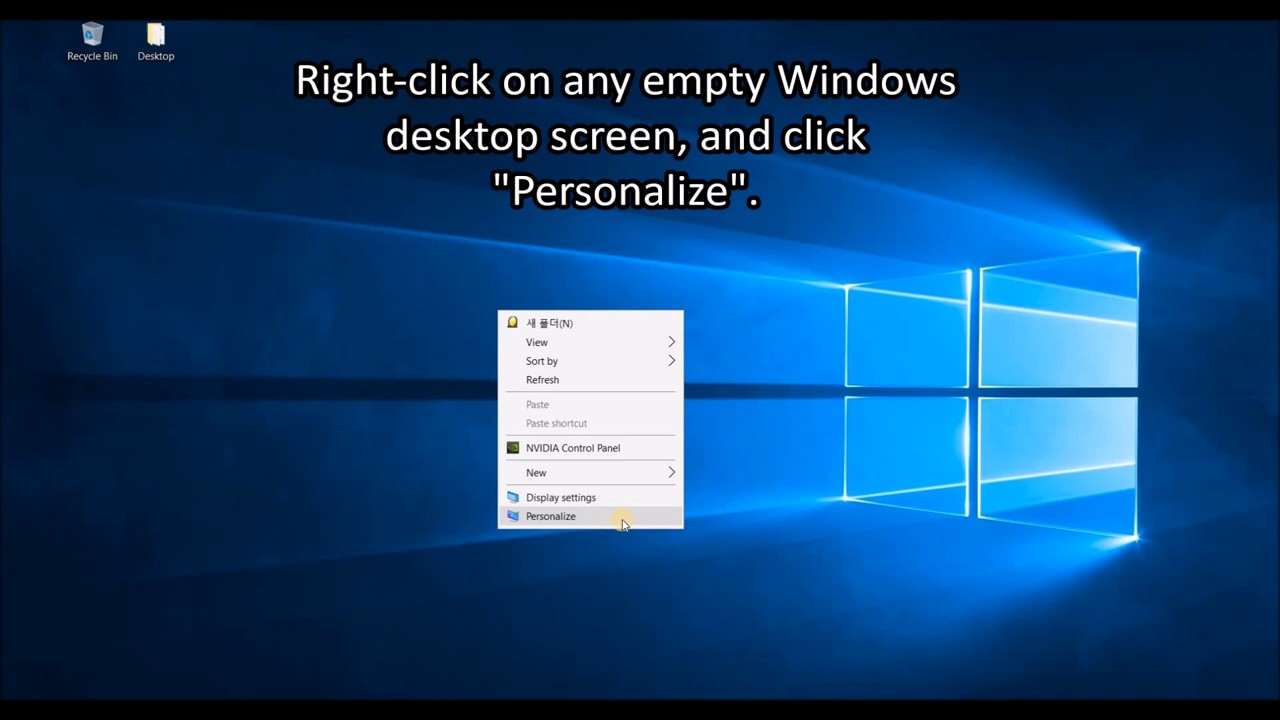 Recycle Bin
Desktop
Right-click on any empty Windows
desktop screen, and click
"Personalize".
새 폴더(N)
View
Sort by
Refresh
Paste
Paste shortcut
NVIDIA Control Panel
New
Display settings
Personalize